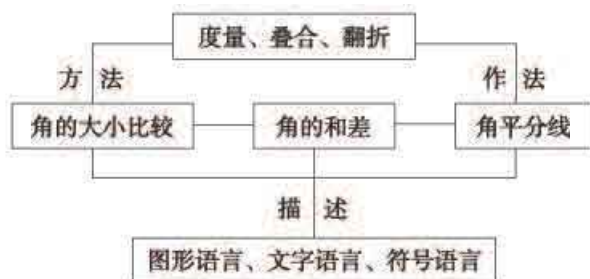 度量、叠合、翻折
方 法
作 法
角的大小比较
角的和差
角平分线
描 述
图形语言、文字语言、符号语言